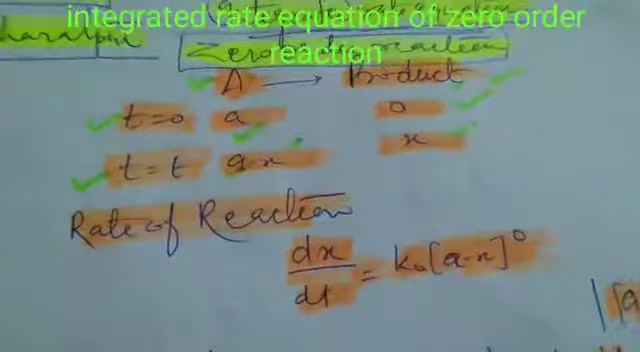 integrated rate equation of zero order
reaction
A → Product
t=0 a 0
t=t a-x x
Rate of Reaction
dx/dt = k₀[a-x]⁰
[a